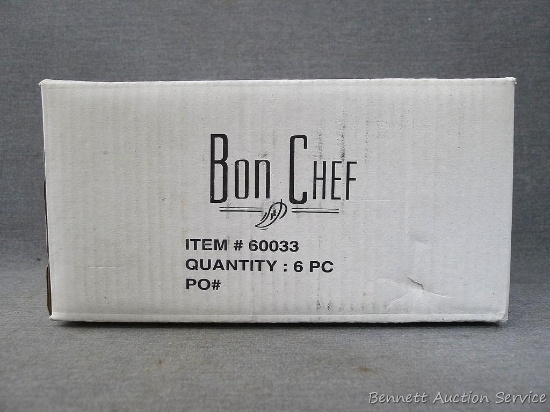 Bon Chef
ITEM # 60033
QUANTITY : 6 PC
PO#
Bennett Auction Service